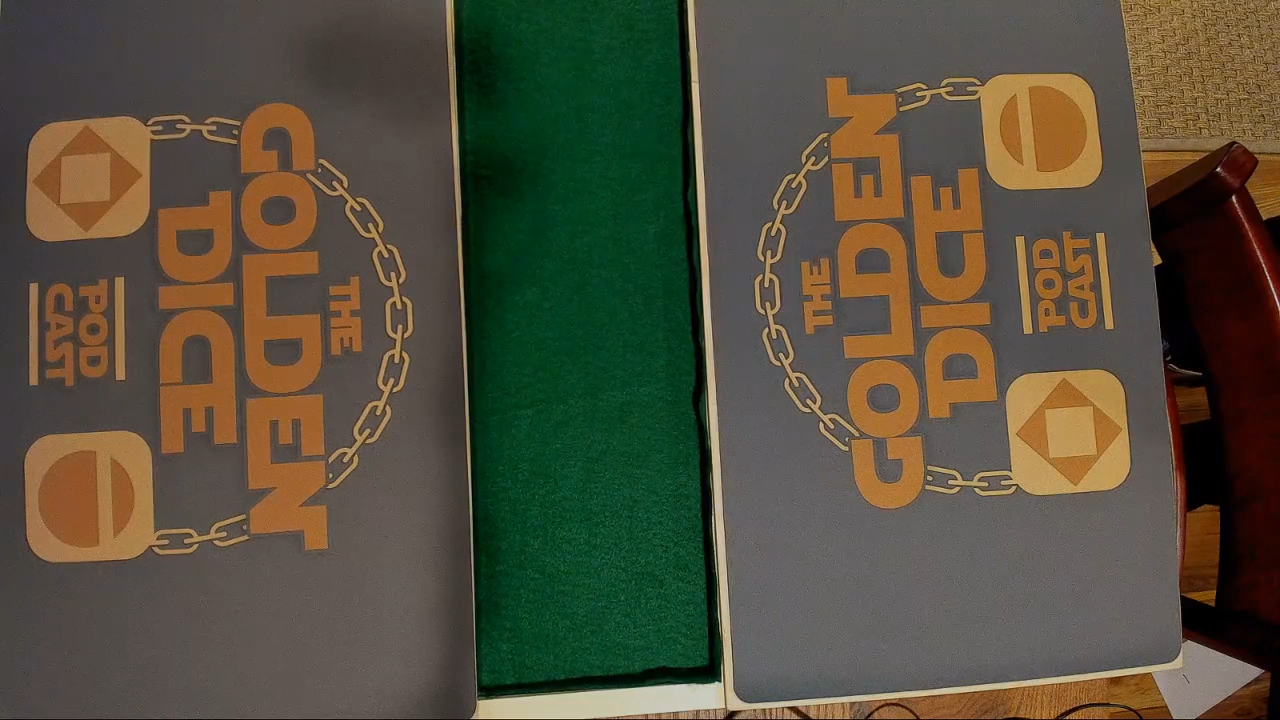 THE
GOLDEN
DICE
POD
CAST
THE
GOLDEN
DICE
POD
CAST